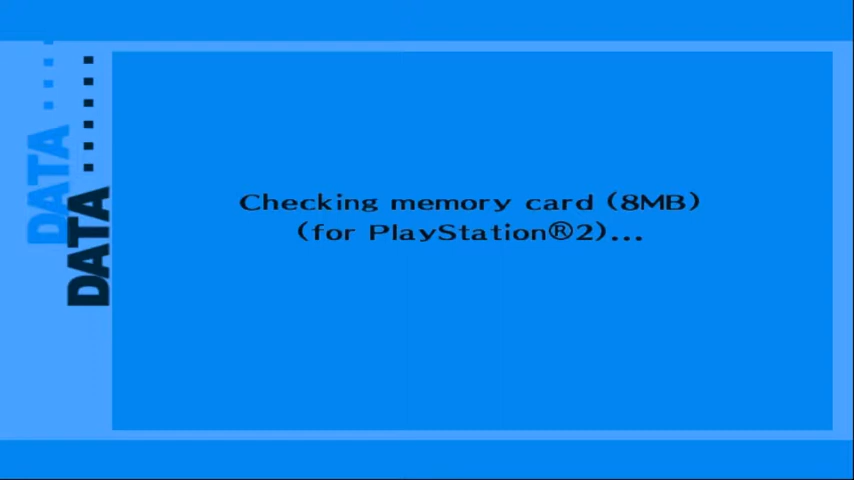 DATA......
DATA......
Checking memory card (8MB)
(for PlayStation®2)...